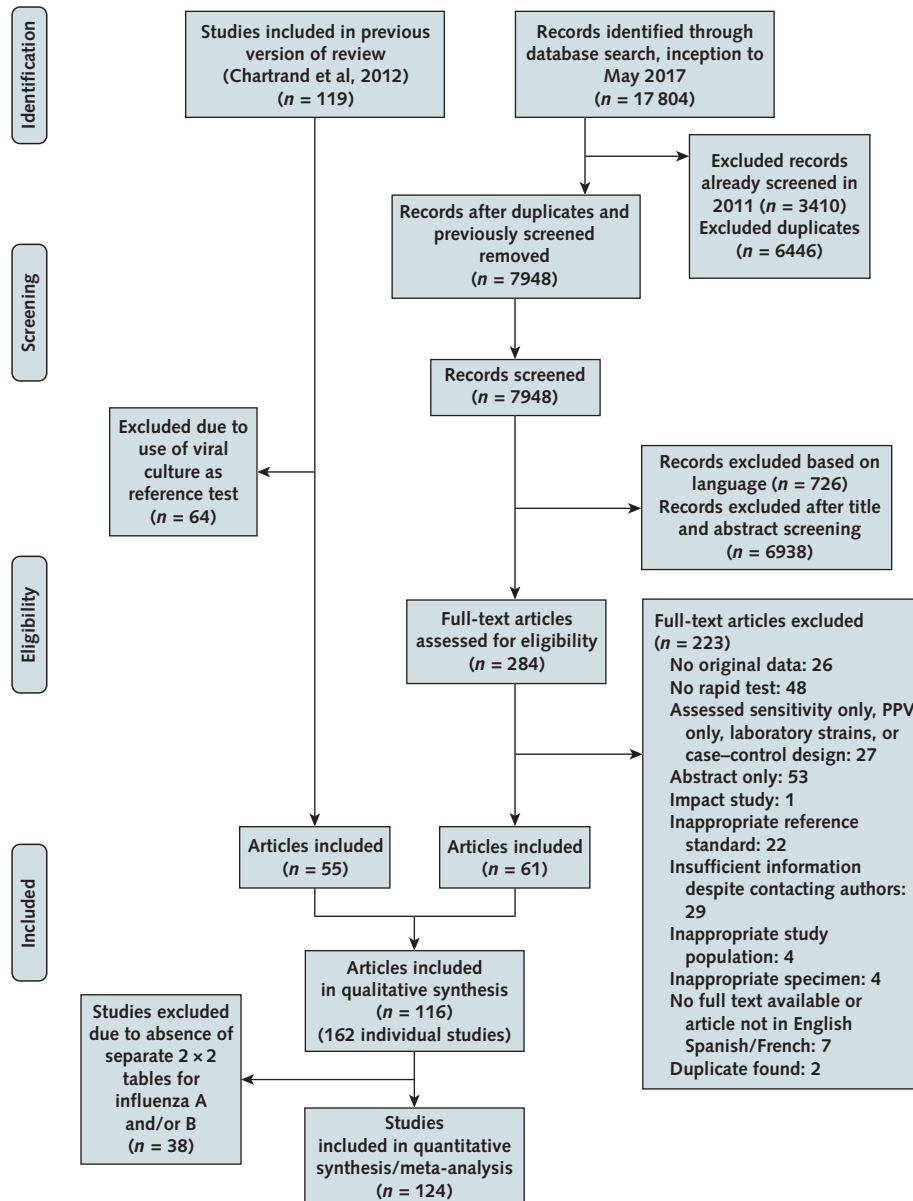 Identification
Studies included in previous
version of review
(Chartrand et al, 2012)
(n = 119)
Records identified through
database search, inception to
May 2017
(n = 17 804)
Excluded records
already screened in
2011 (n = 3410)
Excluded duplicates
(n = 6446)
Records after duplicates and
previously screened
removed
(n = 7948)
Screening
Records screened
(n = 7948)
Excluded due to
use of viral
culture as
reference test
(n = 64)
Records excluded based on
language (n = 726)
Records excluded after title
and abstract screening
(n = 6938)
Eligibility
Full-text articles
assessed for eligibility
(n = 284)
Full-text articles excluded
(n = 223)
No original data: 26
No rapid test: 48
Assessed sensitivity only, PPV
only, laboratory strains, or
case–control design: 27
Abstract only: 53
Impact study: 1
Inappropriate reference
standard: 22
Insufficient information
despite contacting authors:
29
Inappropriate study
population: 4
Inappropriate specimen: 4
No full text available or
article not in English
Spanish/French: 7
Duplicate found: 2
Included
Articles included
(n = 55)
Articles included
(n = 61)
Articles included
in qualitative synthesis
(n = 116)
(162 individual studies)
Studies excluded
due to absence of
separate 2 × 2
tables for
influenza A
and/or B
(n = 38)
Studies
included in quantitative
synthesis/meta-analysis
(n = 124)